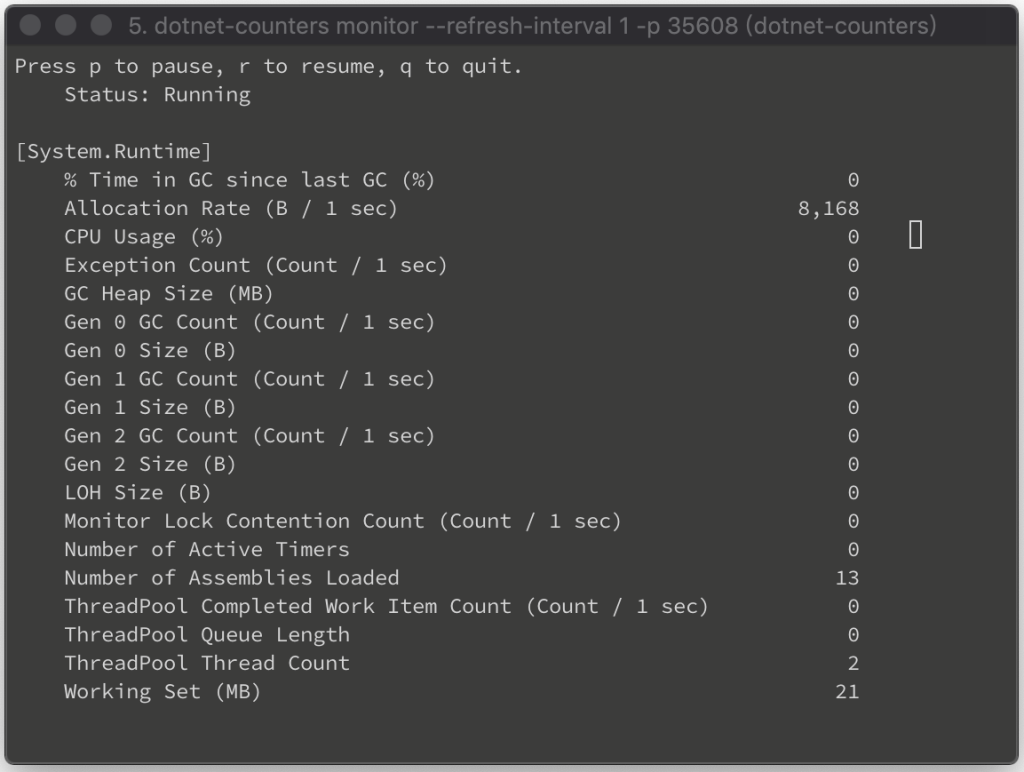 5. dotnet-counters monitor --refresh-interval 1 -p 35608 (dotnet-counters)
Press p to pause, r to resume, q to quit.
Status: Running
[System.Runtime]
% Time in GC since last GC (%) 0
Allocation Rate (B / 1 sec) 8,168
CPU Usage (%) 0
Exception Count (Count / 1 sec) 0
GC Heap Size (MB) 0
Gen 0 GC Count (Count / 1 sec) 0
Gen 0 Size (B) 0
Gen 1 GC Count (Count / 1 sec) 0
Gen 1 Size (B) 0
Gen 2 GC Count (Count / 1 sec) 0
Gen 2 Size (B) 0
LOH Size (B) 0
Monitor Lock Contention Count (Count / 1 sec) 0
Number of Active Timers 0
Number of Assemblies Loaded 13
ThreadPool Completed Work Item Count (Count / 1 sec) 0
ThreadPool Queue Length 0
ThreadPool Thread Count 2
Working Set (MB) 21